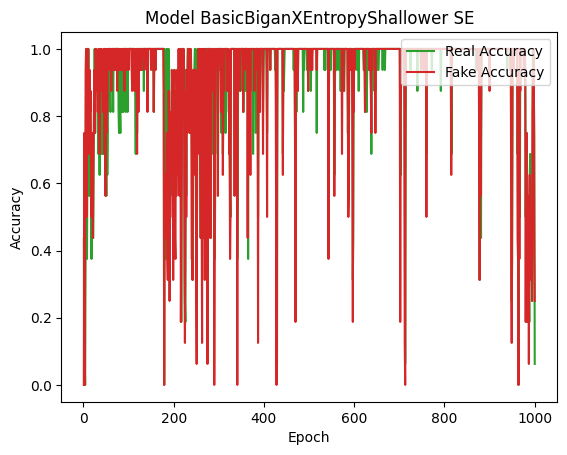 Model BasicBiganXEntropyShallower SE
Real Accuracy
Fake Accuracy
Accuracy
1.0
0.8
0.6
0.4
0.2
0.0
0 200 400 600 800 1000
Epoch